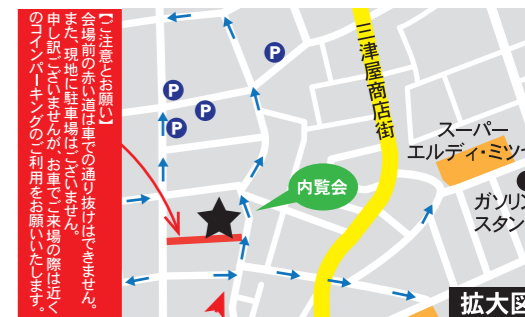 【ご注意とお願い】
会場前の赤い道は車での通り抜けはできません。
また、現地に駐車場はございません。
申し訳ございませんが、お車でご来場の際は近く
のコインパーキングのご利用をお願いいたします。
P
P
P
P
三津屋商店街
スーパー
エルディ・ミツ
内覧会
ガソリン
スタン
拡大図